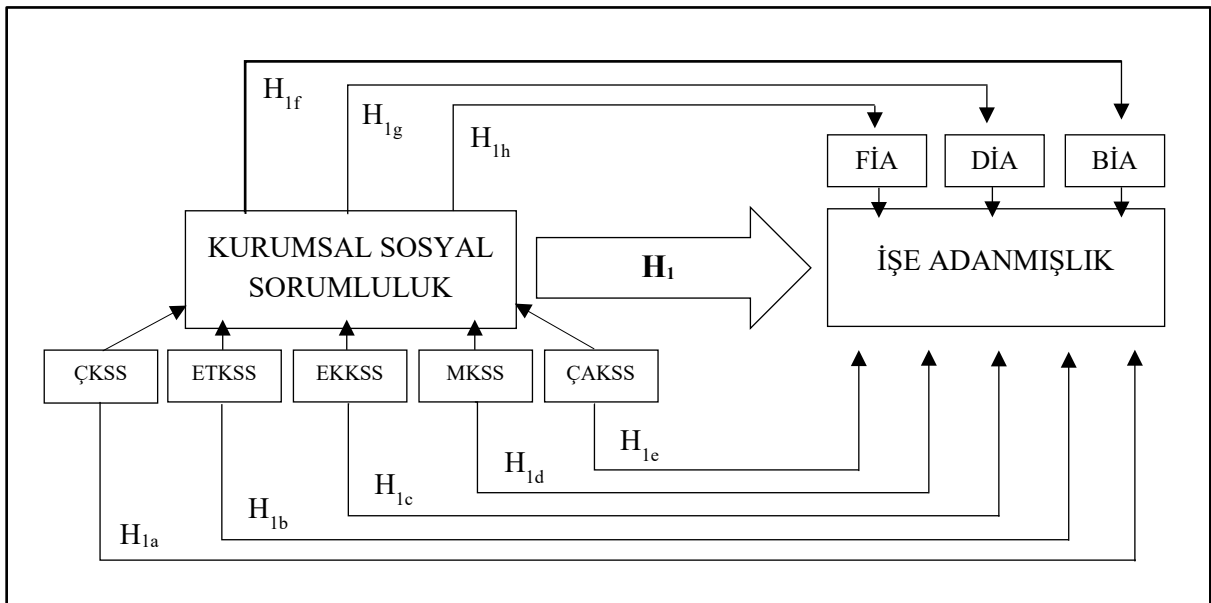 H1f
H1g
H1h
FİA
DİA
BİA
KURUMSAL SOSYAL
SORUMLULUK
H1
İŞE ADANMIŞLIK
ÇKSS
ETKSS
EKKSS
MKSS
ÇAKSS
H1e
H1d
H1c
H1b
H1a